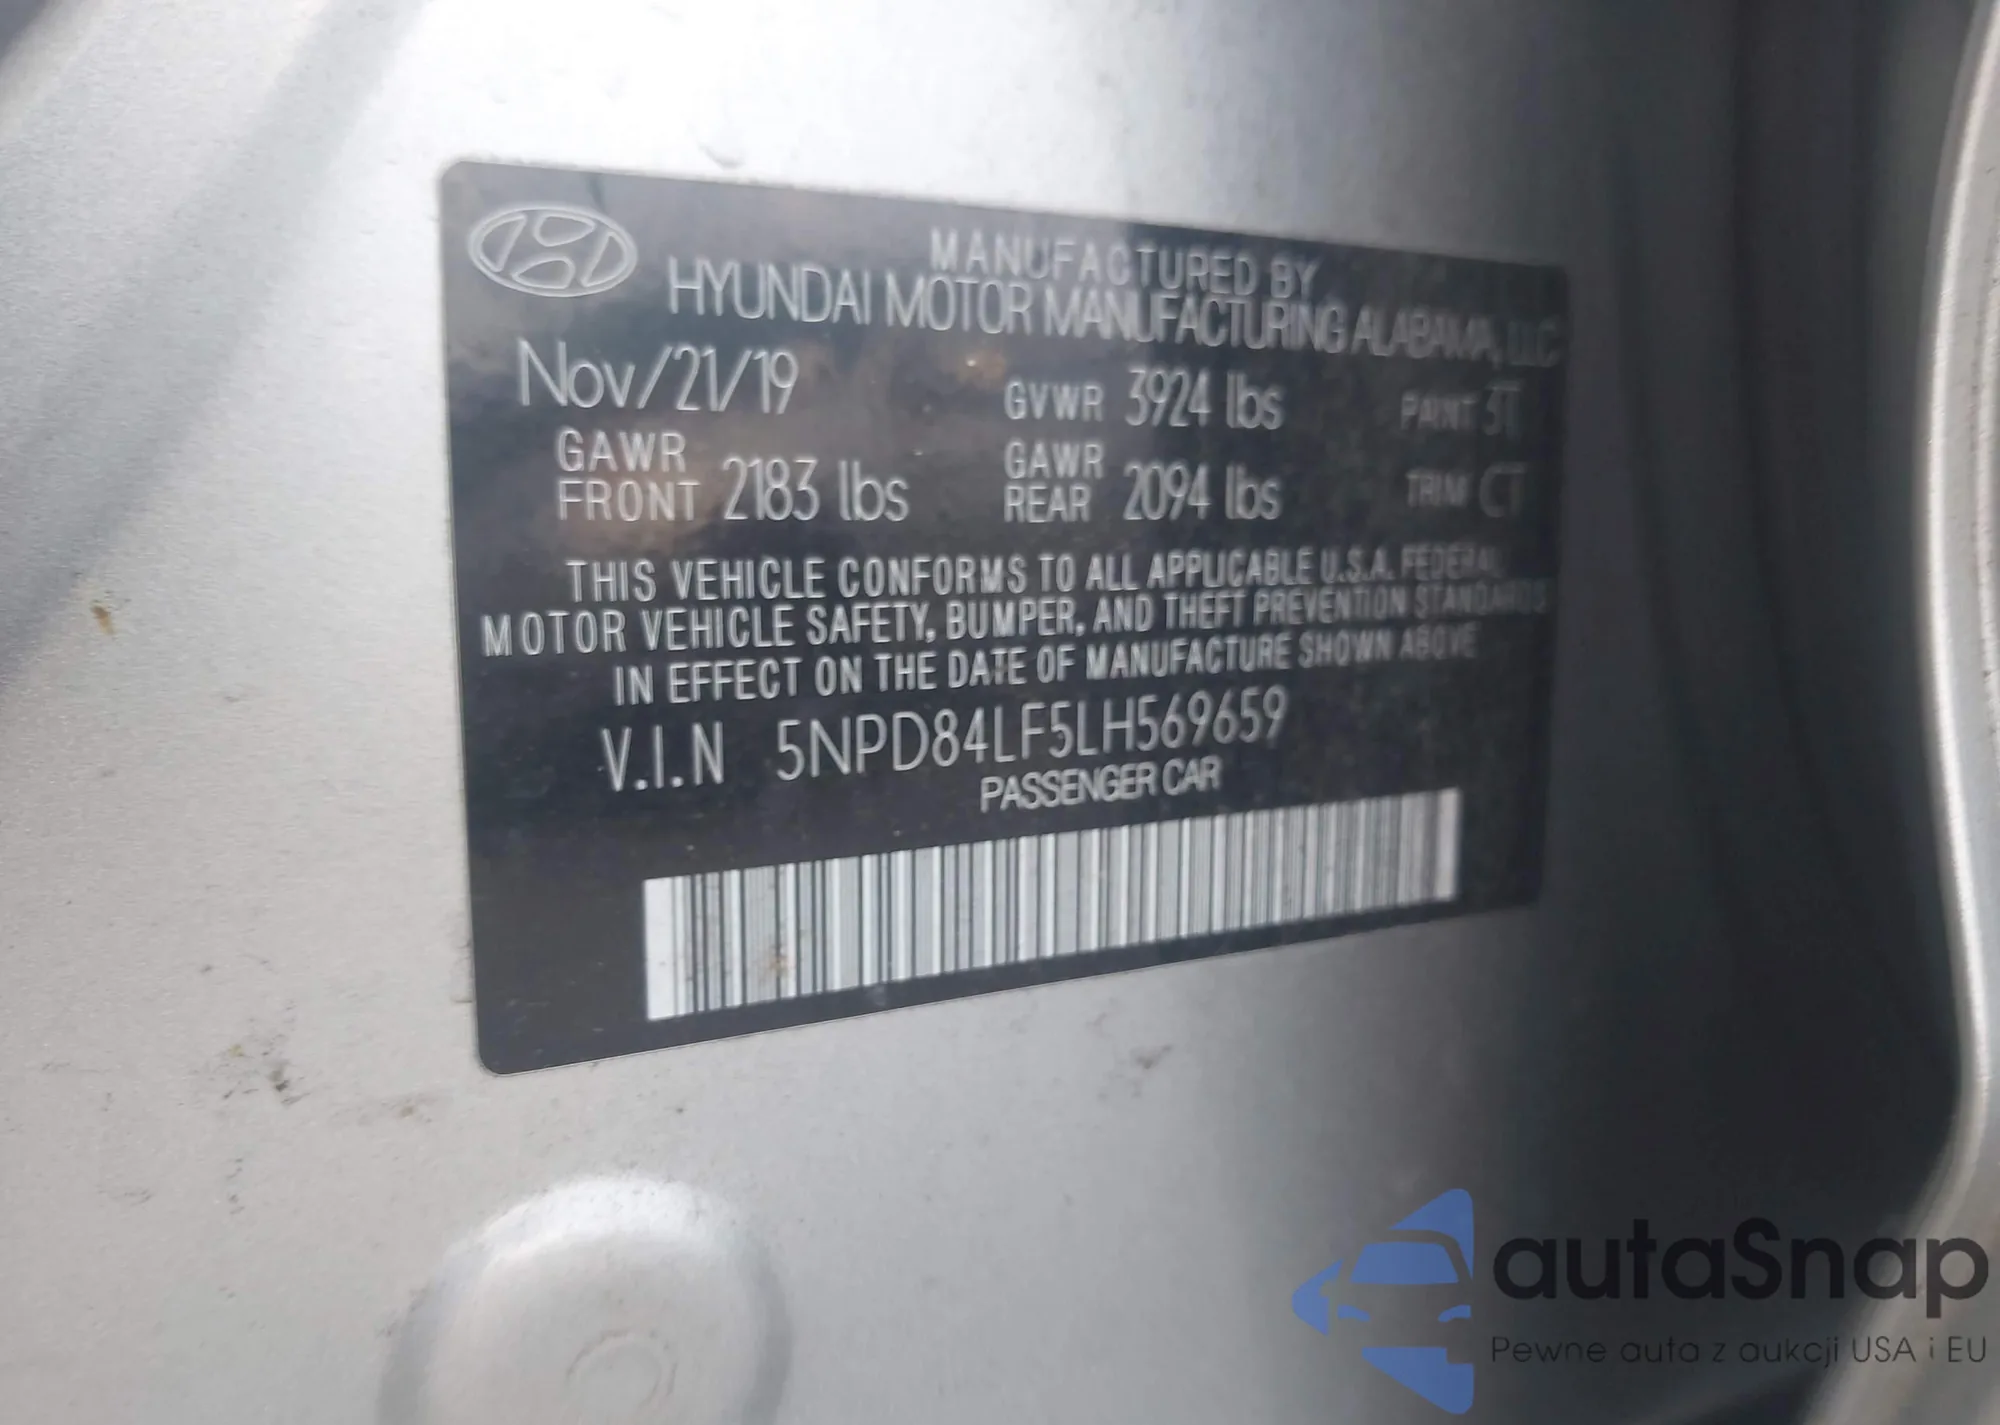 MANUFACTURED BY
HYUNDAI MOTOR MANUFACTURING ALABAMA, LLC
Nov/21/19 GVWR 3924 lbs PAINT 3T
GAWR FRONT 2183 lbs GAWR REAR 2094 lbs TRIM CT
THIS VEHICLE CONFORMS TO ALL APPLICABLE U.S.A. FEDERAL
MOTOR VEHICLE SAFETY, BUMPER, AND THEFT PREVENTION STANDARDS
IN EFFECT ON THE DATE OF MANUFACTURE SHOWN ABOVE
V.I.N 5NPD84LF5LH569659
PASSENGER CAR
autaSnap
Pewne auta z aukcji USA i EU